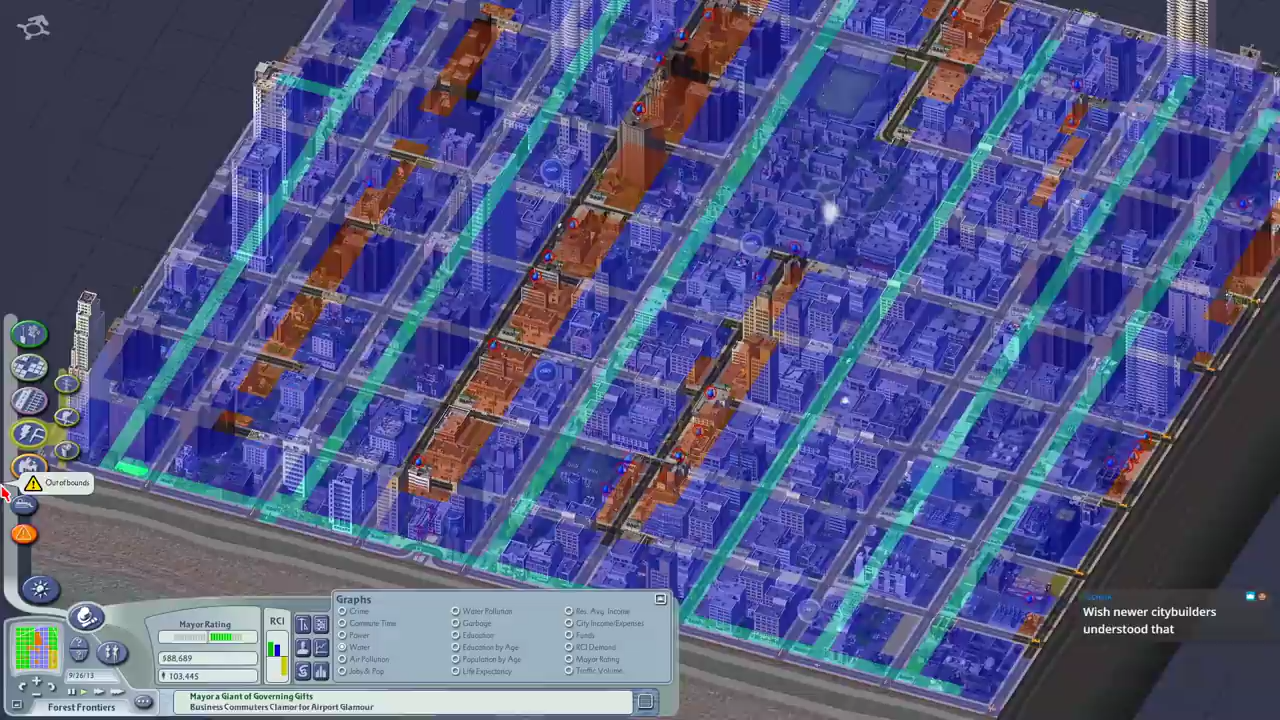 Out of bounds
Wish newer citybuilders
understood that
Graphs
Crime
Commute Time
Power
Water
Air Pollution
Jobs & Pop
Water Pollution
Garbage
Education
Education by Age
Population by Age
Life Expectancy
Res. Avg. Income
City Income/Expenses
Funds
RCI Demand
Mayor Rating
Traffic Volume
Mayor Rating
RCI
$88,689
103,445
9/26/13
Forest Frontiers
Mayor a Giant of Governing Gifts
Business Commuters Clamor for Airport Glamour